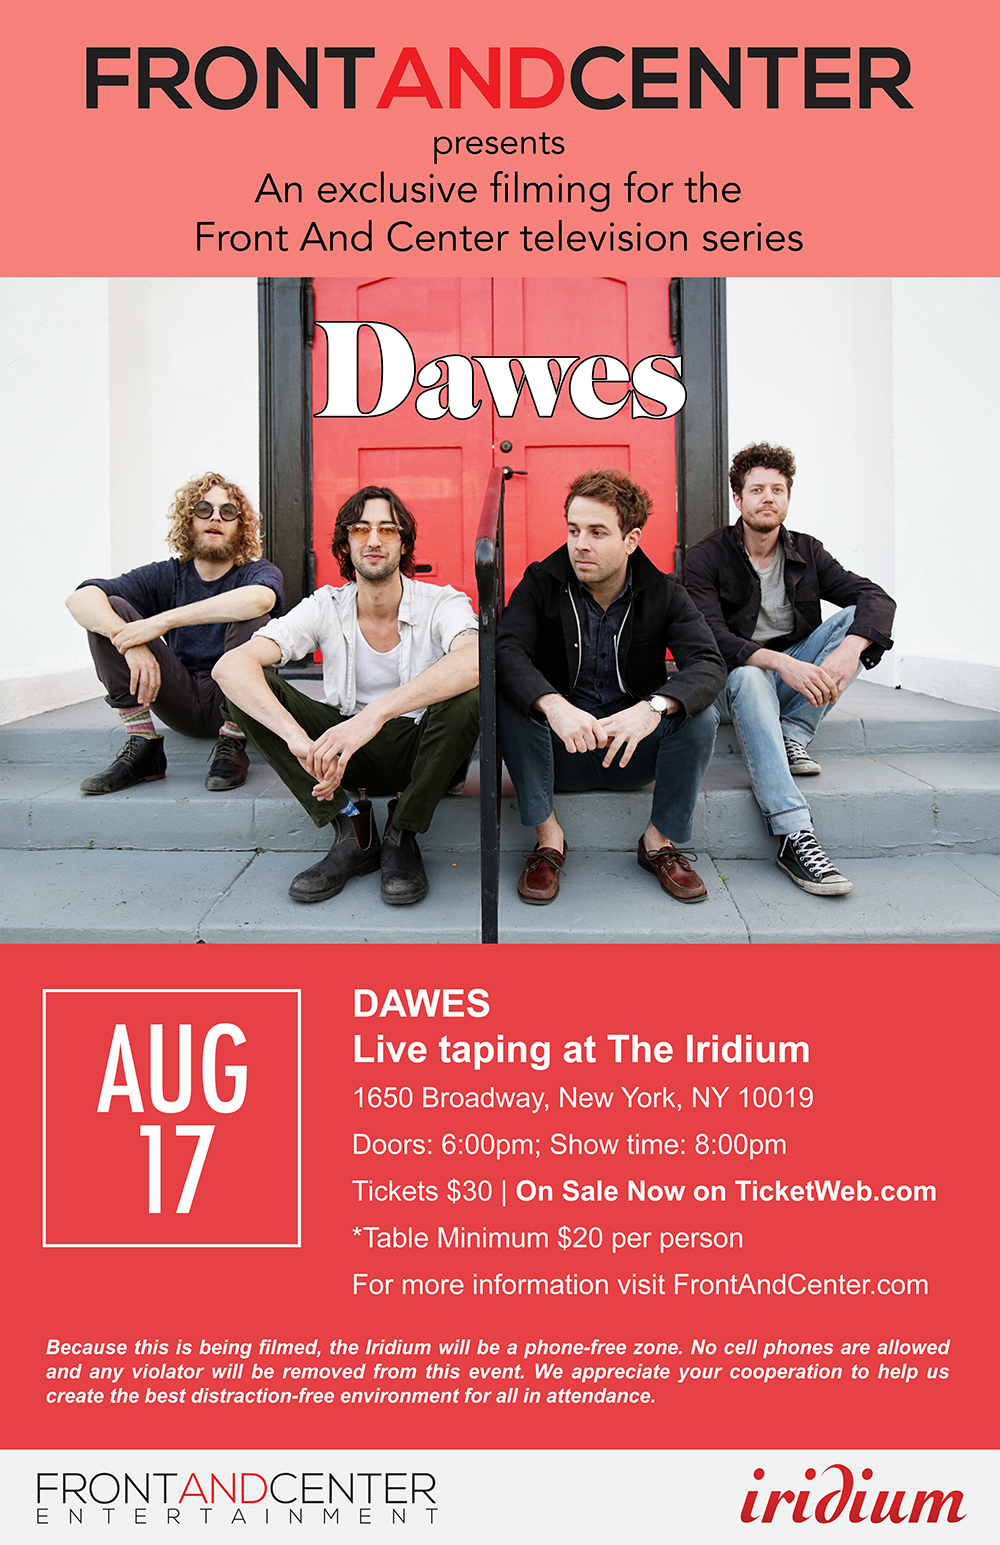 FRONTANDCENTER
presents
An exclusive filming for the
Front And Center television series
Dawes
AUG
17
DAWES
Live taping at The Iridium
1650 Broadway, New York, NY 10019
Doors: 6:00pm; Show time: 8:00pm
Tickets $30 | On Sale Now on TicketWeb.com
*Table Minimum $20 per person
For more information visit FrontAndCenter.com
Because this is being filmed, the Iridium will be a phone-free zone. No cell phones are allowed
and any violator will be removed from this event. We appreciate your cooperation to help us
create the best distraction-free environment for all in attendance.
FRONTANDCENTER
ENTERTAINMENT
iridium